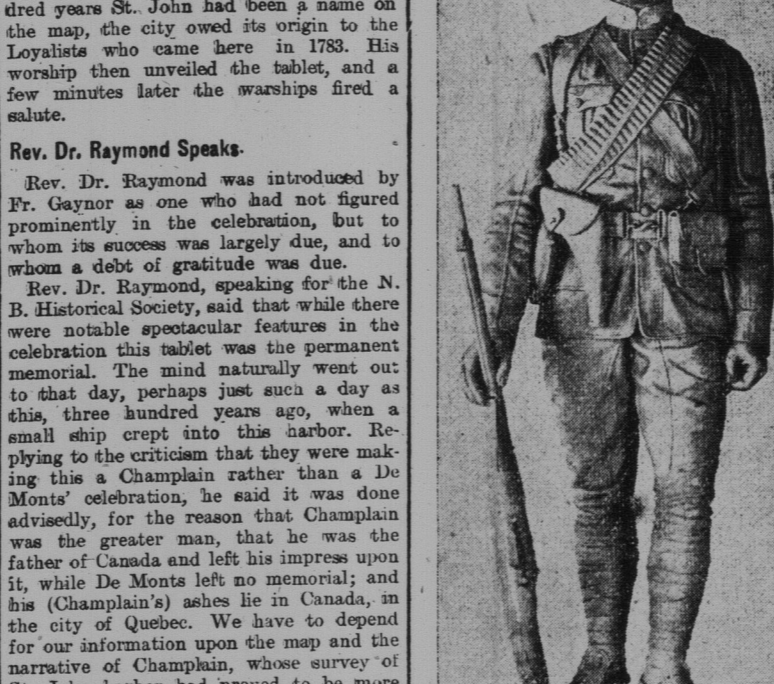 dred years St. John had been a name on
the map, the city owed its origin to the
Loyalists who came here in 1783. His
worship then unveiled the tablet, and a
few minutes later the warships fired a
salute.
Rev. Dr. Raymond Speaks.
Rev. Dr. Raymond was introduced by
Fr. Gaynor as one who had not figured
prominently in the celebration, but to
whom its success was largely due, and to
whom a debt of gratitude was due.
Rev. Dr. Raymond, speaking for the N.
B. Historical Society, said that while there
were notable spectacular features in the
celebration this tablet was the permanent
memorial. The mind naturally went out
to that day, perhaps just such a day as
this, three hundred years ago, when a
small ship crept into this harbor. Re-
plying to the criticism that they were mak-
ing this a Champlain rather than a De
Monts' celebration, he said it was done
advisedly, for the reason that Champlain
was the greater man, that he was the
father of Canada and left his impress upon
it, while De Monts left no memorial; and
his (Champlain's) ashes lie in Canada, in
the city of Quebec. We have to depend
for our information upon the map and the
narrative of Champlain, whose survey of
had proved to be more